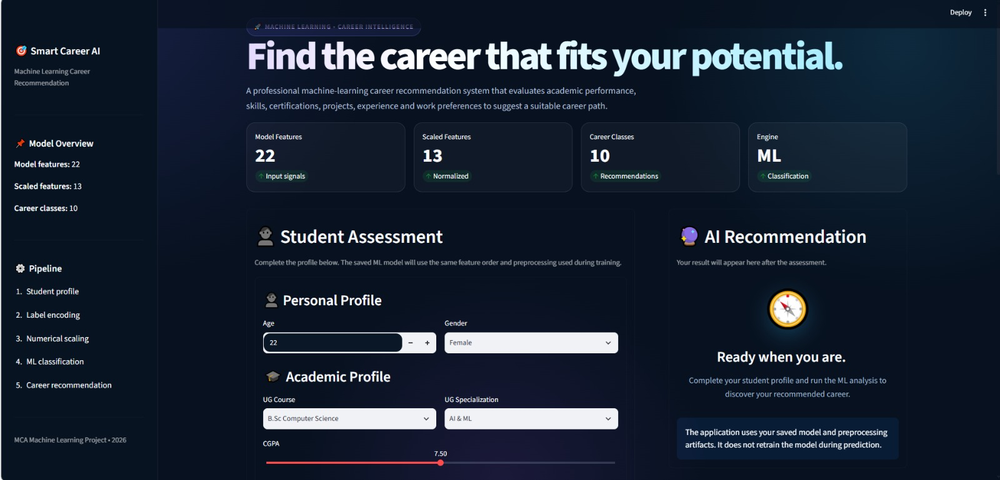 Deploy
Smart Career AI
Machine Learning Career
Recommendation
Model Overview
Model features: 22
Scaled features: 13
Career classes: 10
Pipeline
1. Student profile
2. Label encoding
3. Numerical scaling
4. ML classification
5. Career recommendation
MCA Machine Learning Project • 2026
MACHINE LEARNING · CAREER INTELLIGENCE
Find the career that fits your potential.
A professional machine-learning career recommendation system that evaluates academic performance,
skills, certifications, projects, experience and work preferences to suggest a suitable career path.
Model Features
22
↑ Input signals
Scaled Features
13
↑ Normalized
Career Classes
10
↑ Recommendations
Engine
ML
↑ Classification
Student Assessment
Complete the profile below. The saved ML model will use the same feature order and preprocessing used during training.
Personal Profile
Age
22
− +
Gender
Female
Academic Profile
UG Course
B.Sc Computer Science
UG Specialization
AI & ML
CGPA
7.50
AI Recommendation
Your result will appear here after the assessment.
Ready when you are.
Complete your student profile and run the ML analysis to
discover your recommended career.
The application uses your saved model and preprocessing
artifacts. It does not retrain the model during prediction.